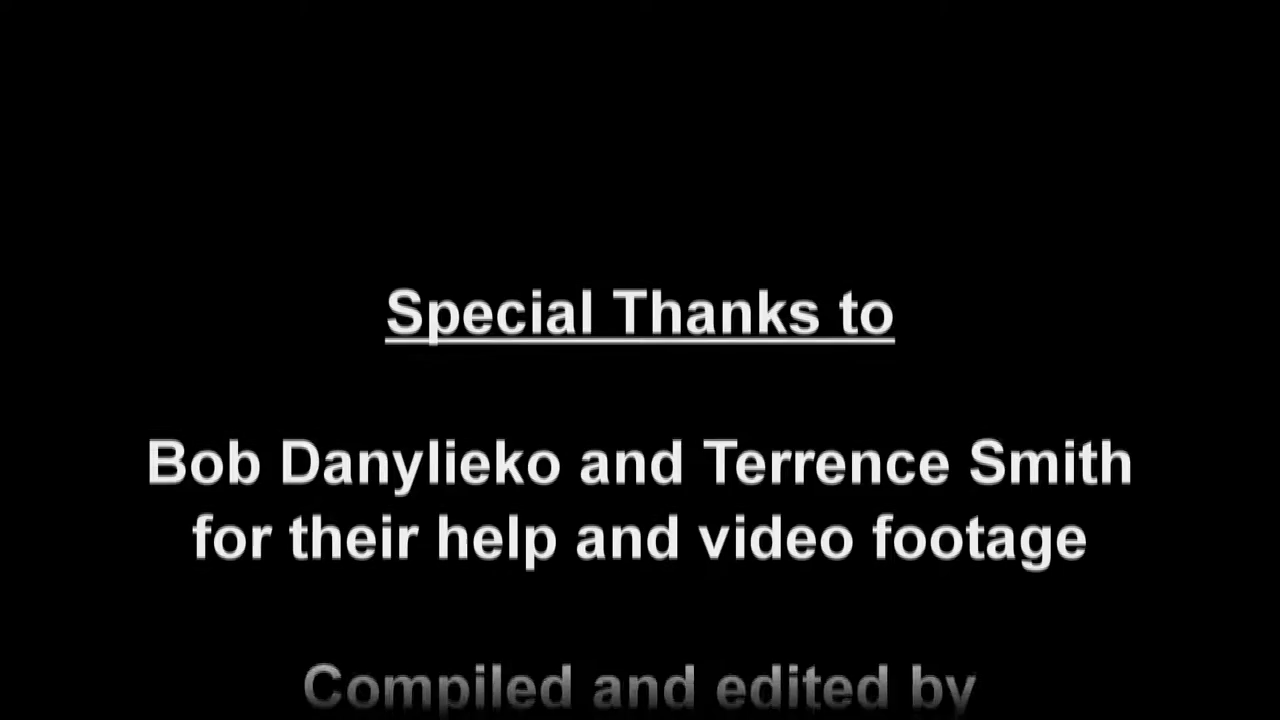 Special Thanks to
Bob Danylieko and Terrence Smith
for their help and video footage
Compiled and edited by